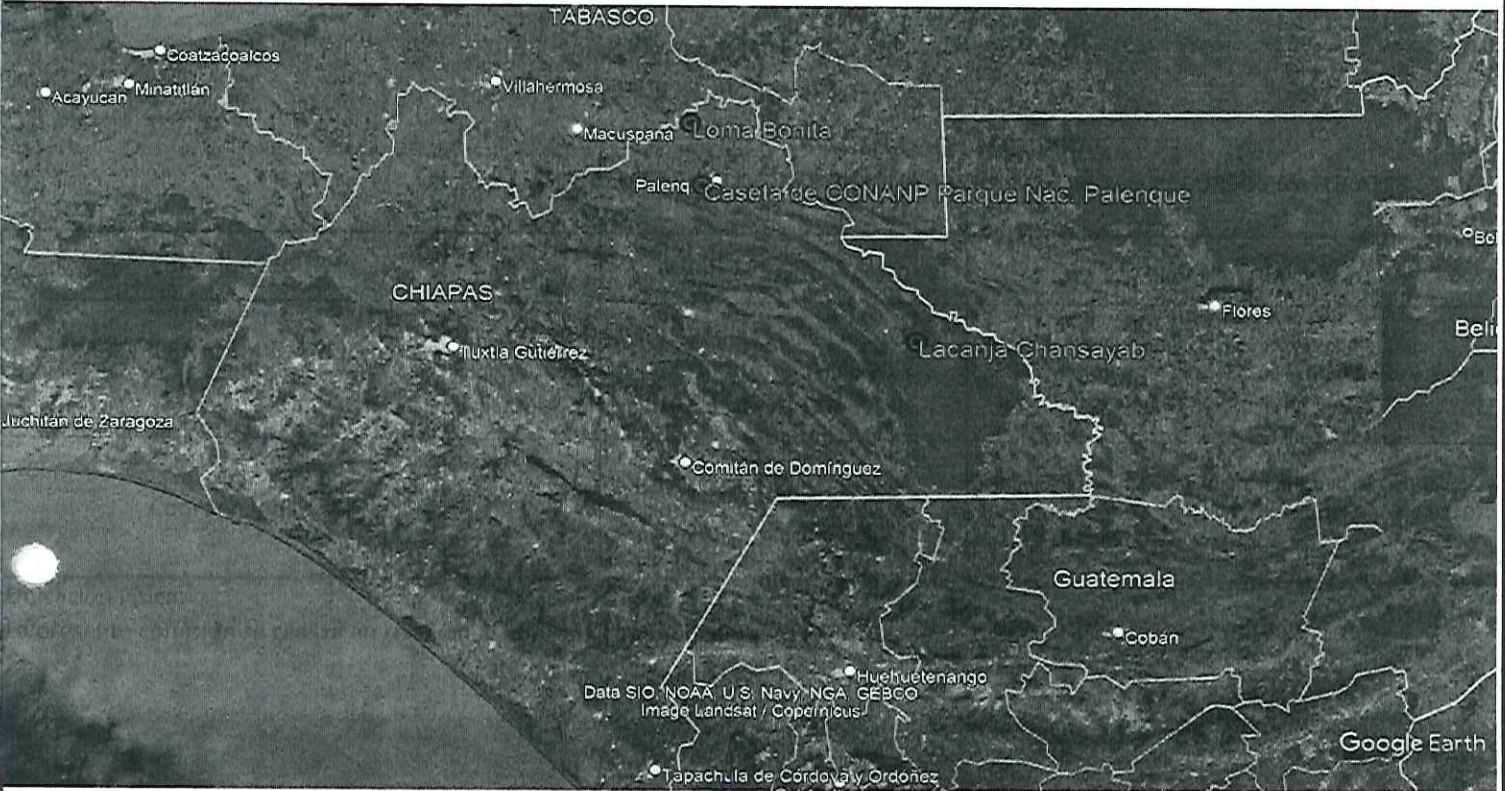 TABASCO
Coatzacoalcos
Acayucan
Minatitlán
Villahermosa
Macuspana
Loma Bonita
Palenq
Caseta de CONANP Parque Nac. Palenque
Bel
CHIAPAS
Flores
Beli
Tuxtla Gutiérrez
Lacanja Chansayab
Juchitán de Zaragoza
Comitán de Domínguez
Guatemala
Cobán
Huehuetenango
Data SIO, NOAA, U.S. Navy, NGA, GEBCO
Image Landsat / Copernicus
Google Earth
Tapachula de Córdova y Ordoñez